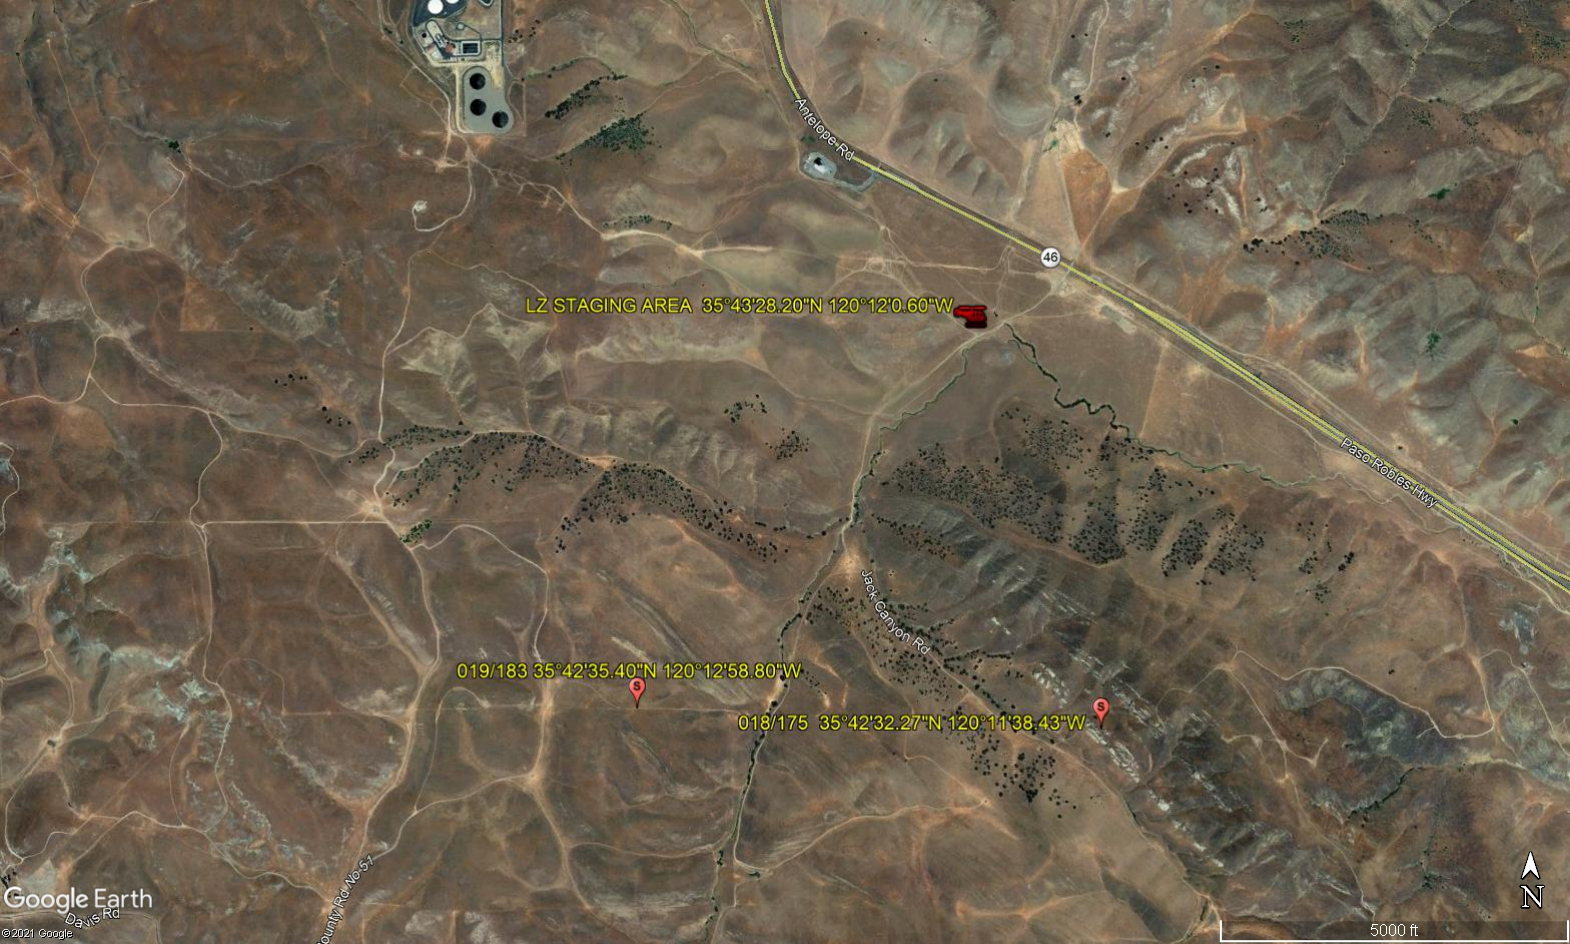 Antelope Rd
46
LZ STAGING AREA 35°43'28.20"N 120°12'0.60"W
Paso Robles Hwy
Jack Canyon Rd
019/183 35°42'35.40"N 120°12'58.80"W
S
S
018/175 35°42'32.27"N 120°11'38.43"W
County Rd No 51
Google Earth
Davis Rd
©2021 Google
N
5000 ft